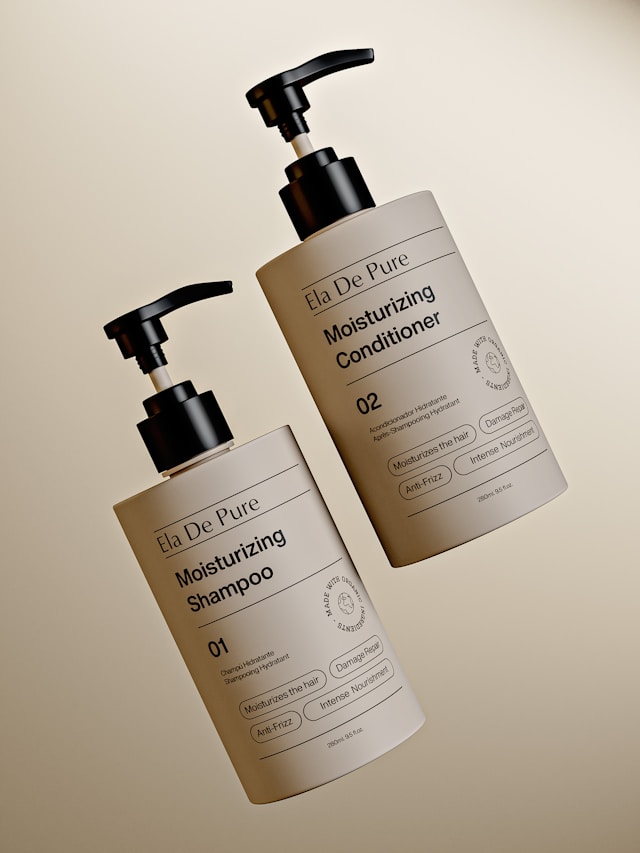 Ela De Pure
Moisturizing
Conditioner
MADE WITH ORGANIC INGREDIENTS
02
Acondicionador Hidratante
Après-Shampooing Hydratant
Moisturizes the hair
Damage Repair
Anti-Frizz
Intense Nourishment
280ml. 9.5 fl.oz.
Ela De Pure
Moisturizing
Shampoo
MADE WITH ORGANIC INGREDIENTS
01
Champú Hidratante
Shampooing Hydratant
Moisturizes the hair
Damage Repair
Anti-Frizz
Intense Nourishment
280ml. 9.5 fl.oz.